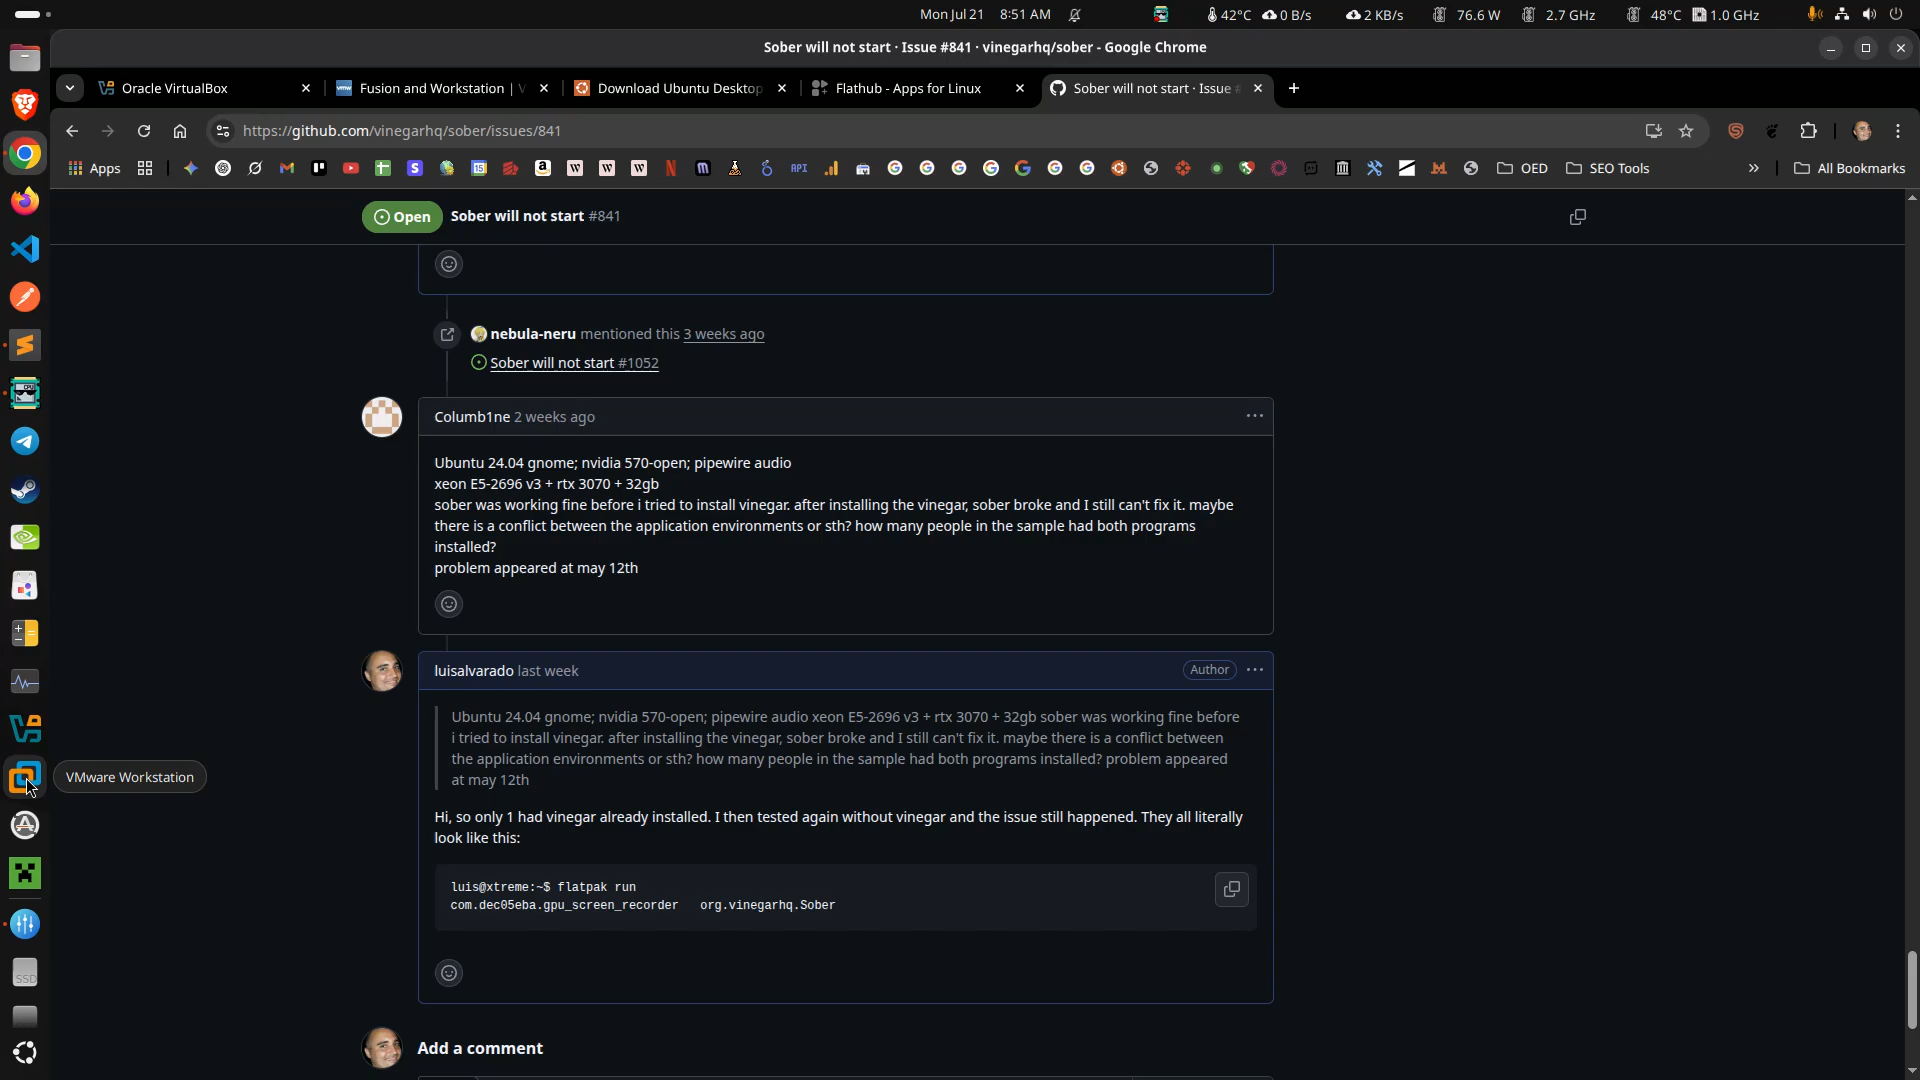 Mon Jul 21 8:51 AM
42°C 0 B/s 2 KB/s 76.6 W 2.7 GHz 48°C 1.0 GHz
Sober will not start · Issue #841 · vinegarhq/sober - Google Chrome
Oracle VirtualBox
Fusion and Workstation | V
Download Ubuntu Desktop
Flathub - Apps for Linux
Sober will not start · Issue #
https://github.com/vinegarhq/sober/issues/841
Apps
API
OED
SEO Tools
All Bookmarks
Open
Sober will not start #841
nebula-neru mentioned this 3 weeks ago
Sober will not start #1052
Columb1ne 2 weeks ago
Ubuntu 24.04 gnome; nvidia 570-open; pipewire audio
xeon E5-2696 v3 + rtx 3070 + 32gb
sober was working fine before i tried to install vinegar. after installing the vinegar, sober broke and I still can't fix it. maybe
there is a conflict between the application environments or sth? how many people in the sample had both programs
installed?
problem appeared at may 12th
luisalvarado last week
Author
Ubuntu 24.04 gnome; nvidia 570-open; pipewire audio xeon E5-2696 v3 + rtx 3070 + 32gb sober was working fine before
i tried to install vinegar. after installing the vinegar, sober broke and I still can't fix it. maybe there is a conflict between
the application environments or sth? how many people in the sample had both programs installed? problem appeared
at may 12th
VMware Workstation
Hi, so only 1 had vinegar already installed. I then tested again without vinegar and the issue still happened. They all literally
look like this:
luis@xtreme:~$ flatpak run
com.dec05eba.gpu_screen_recorder org.vinegarhq.Sober
SSD
Add a comment